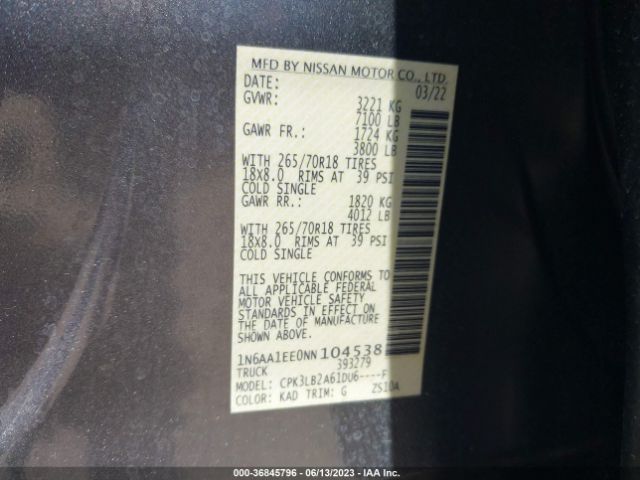 MFD BY NISSAN MOTOR CO., LTD.
DATE: 03/22
GVWR: 3221 KG
7100 LB
GAWR FR.: 1724 KG
3800 LB
WITH 265/70R18 TIRES
18X8.0 RIMS AT 39 PSI
COLD SINGLE
GAWR RR.: 1820 KG
4012 LB
WITH 265/70R18 TIRES
18X8.0 RIMS AT 39 PSI
COLD SINGLE
THIS VEHICLE CONFORMS TO
ALL APPLICABLE FEDERAL
MOTOR VEHICLE SAFETY
STANDARDS IN EFFECT ON
THE DATE OF MANUFACTURE
SHOWN ABOVE.
1N6AA1EE0NN104538
TRUCK 393279
MODEL: CPK3LB2A61DU6----F
COLOR: KAD TRIM: G ZS10A
000-36845796 - 06/13/2023 - IAA Inc.